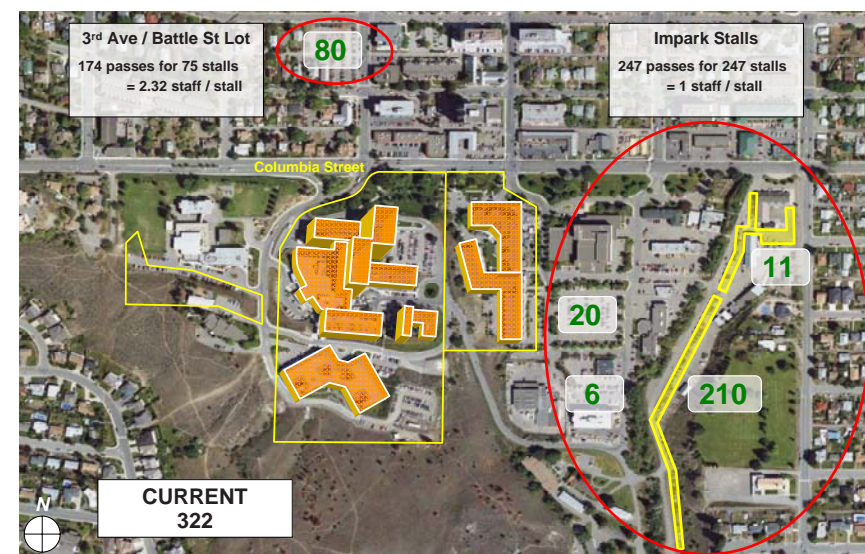 3rd Ave / Battle St Lot
174 passes for 75 stalls
= 2.32 staff / stall
80
Impark Stalls
247 passes for 247 stalls
= 1 staff / stall
Columbia Street
11
20
6
210
CURRENT
322
N